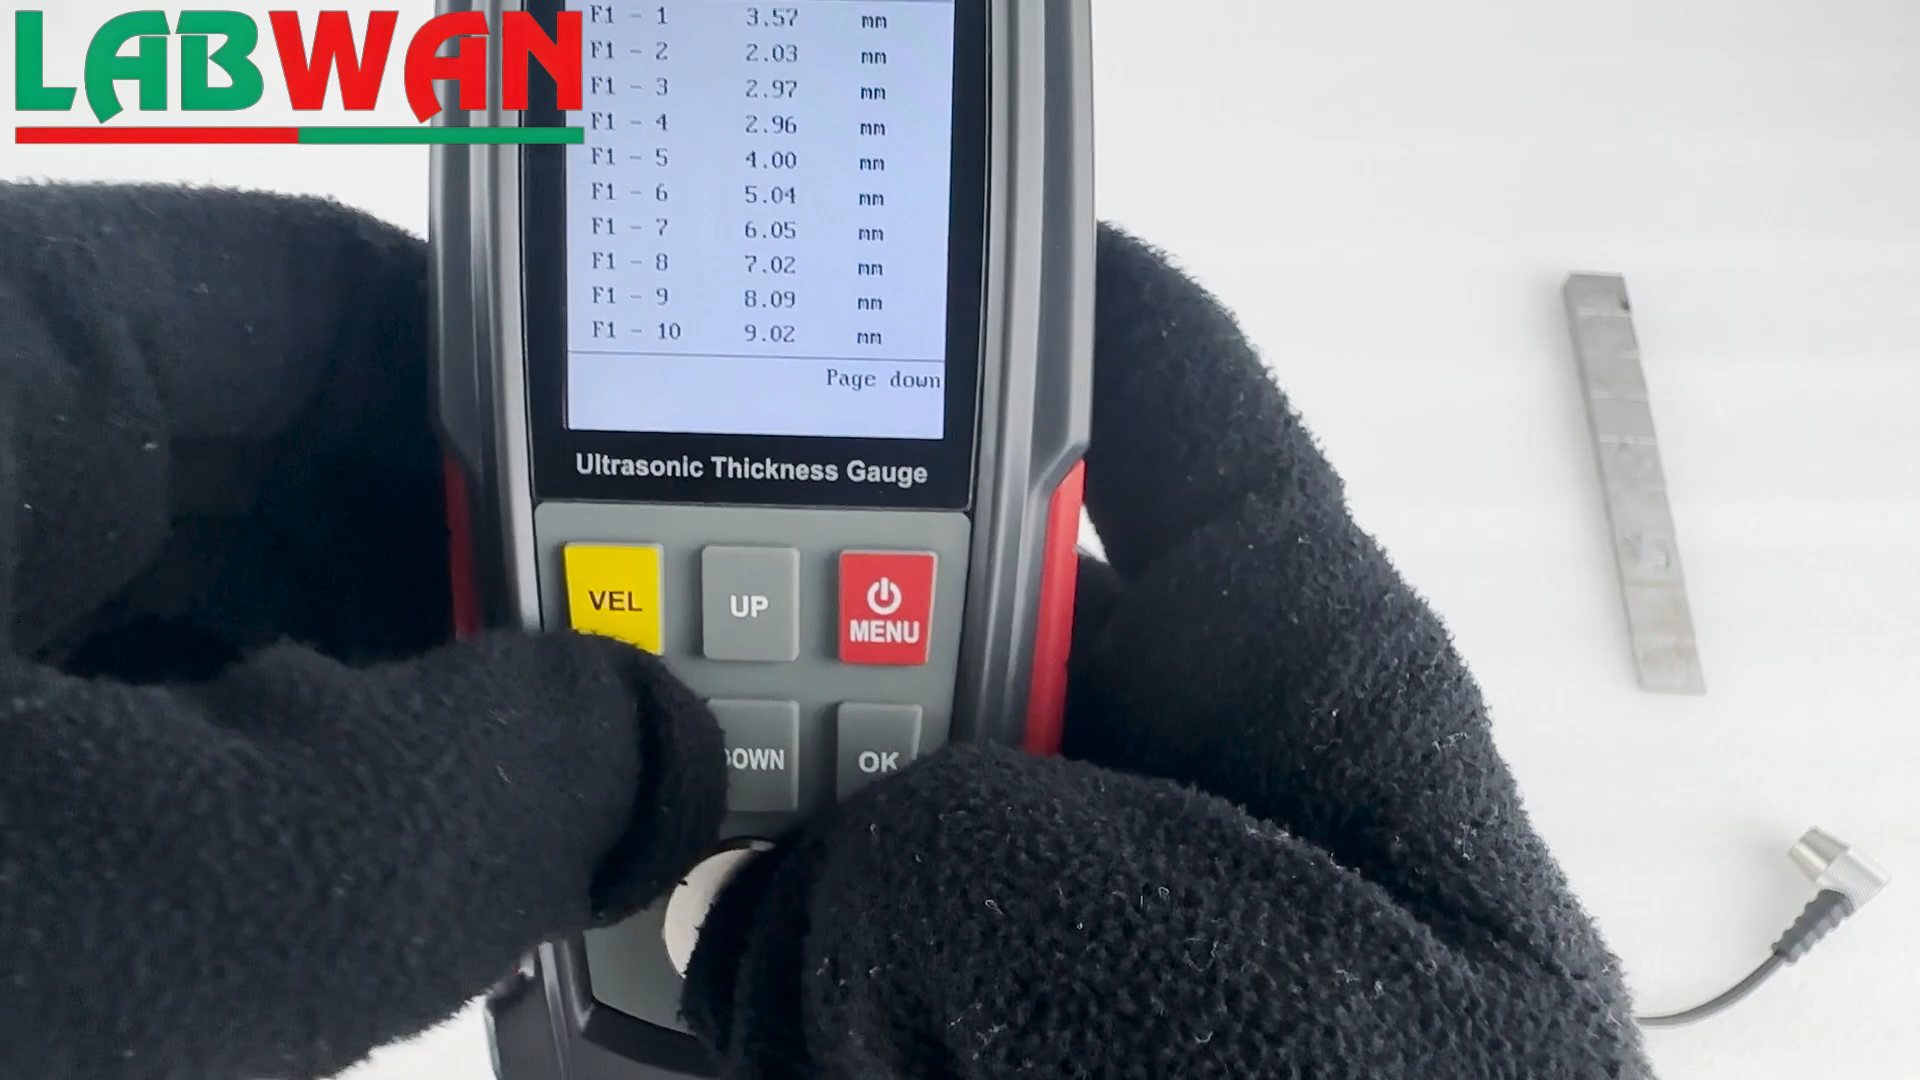 LABWAN
F1 - 1 3.57 mm
F1 - 2 2.03 mm
F1 - 3 2.97 mm
F1 - 4 2.96 mm
F1 - 5 4.00 mm
F1 - 6 5.04 mm
F1 - 7 6.05 mm
F1 - 8 7.02 mm
F1 - 9 8.09 mm
F1 - 10 9.02 mm
Page down
Ultrasonic Thickness Gauge
VEL UP MENU
DOWN OK